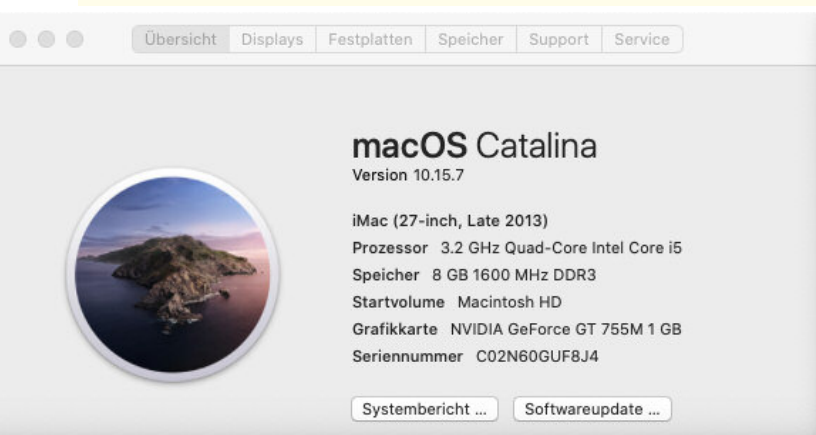 Übersicht Displays Festplatten Speicher Support Service
macOS Catalina
Version 10.15.7
iMac (27-inch, Late 2013)
Prozessor 3.2 GHz Quad-Core Intel Core i5
Speicher 8 GB 1600 MHz DDR3
Startvolume Macintosh HD
Grafikkarte NVIDIA GeForce GT 755M 1 GB
Seriennummer C02N60GUF8J4
Systembericht ... Softwareupdate ...